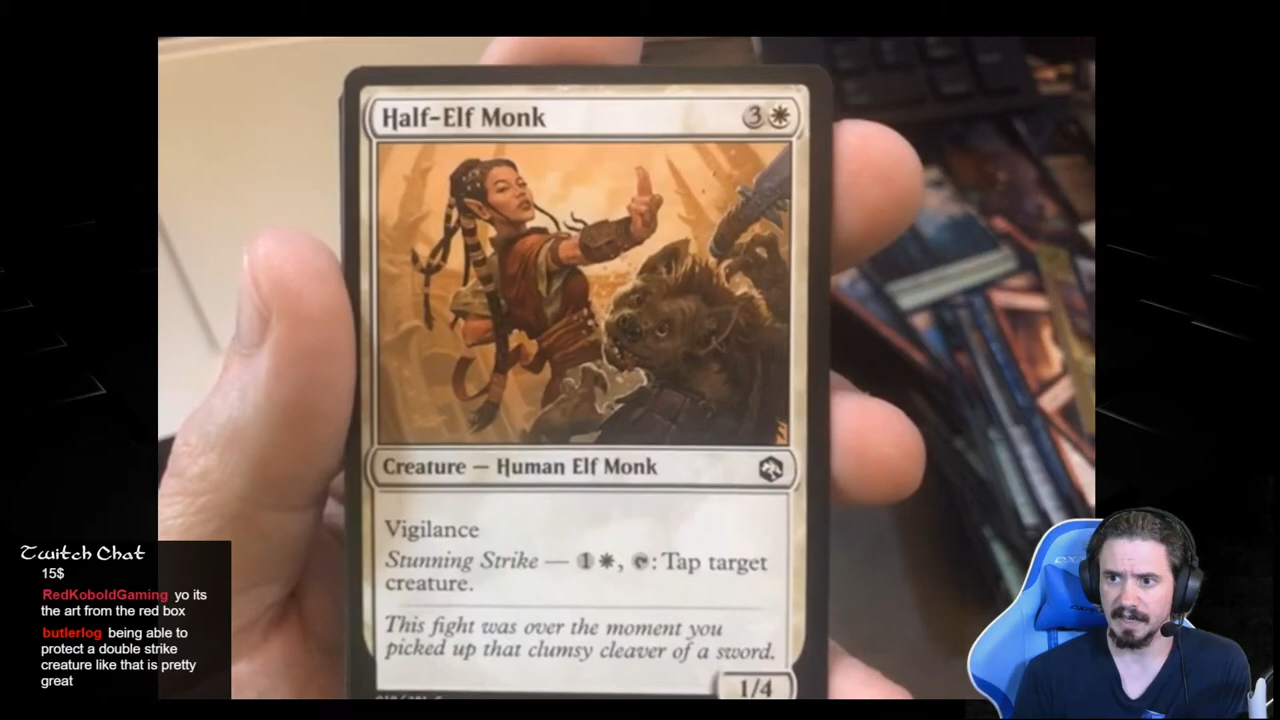 Half-Elf Monk 3
Creature — Human Elf Monk
Vigilance
Stunning Strike — 1, : Tap target
creature.
This fight was over the moment you
picked up that clumsy cleaver of a sword.
1/4
Twitch Chat
15$
RedKoboldGaming yo its
the art from the red box
butlerlog being able to
protect a double strike
creature like that is pretty
great